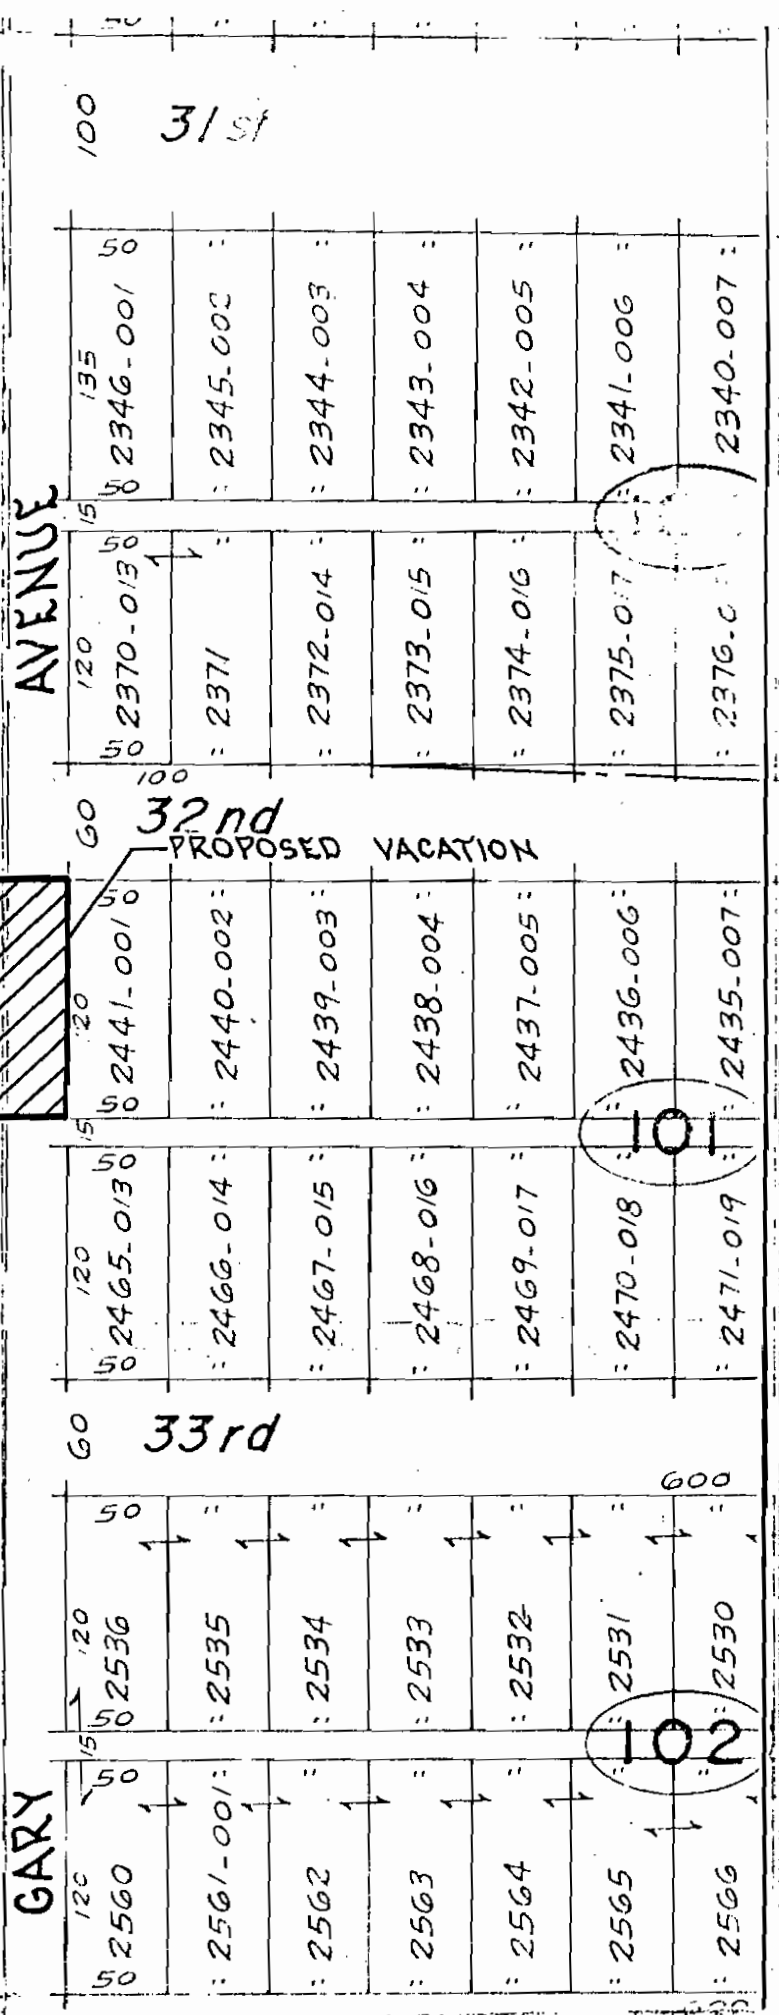 100 31st
50 " " " " " "
135 2346-001 2345-002 2344-003 2343-004 2342-005 2341-006 2340-007
50 " " " " "
15
50 " " " "
120 2370-013 2371 2372-014 2373-015 2374-016 2375-017 2376-0
50 " " " " " "
AVENUE
100
60 32nd
PROPOSED VACATION
50 " " " " " "
120 2441-001 2440-002 2439-003 2438-004 2437-005 2436-006 2435-007
50 " " " " " "
15
101
50 " " " " " "
120 2465-013 2466-014 2467-015 2468-016 2469-017 2470-018 2471-019
50 " " " " " "
60 33rd
600
50 " " " " " "
120 2536 2535 2534 2533 2532 2531 2530
50 " " " " " "
15
102
50 " " " " " "
120 2560 2561-001 2562 2563 2564 2565 2566
50 " " " " " "
GARY